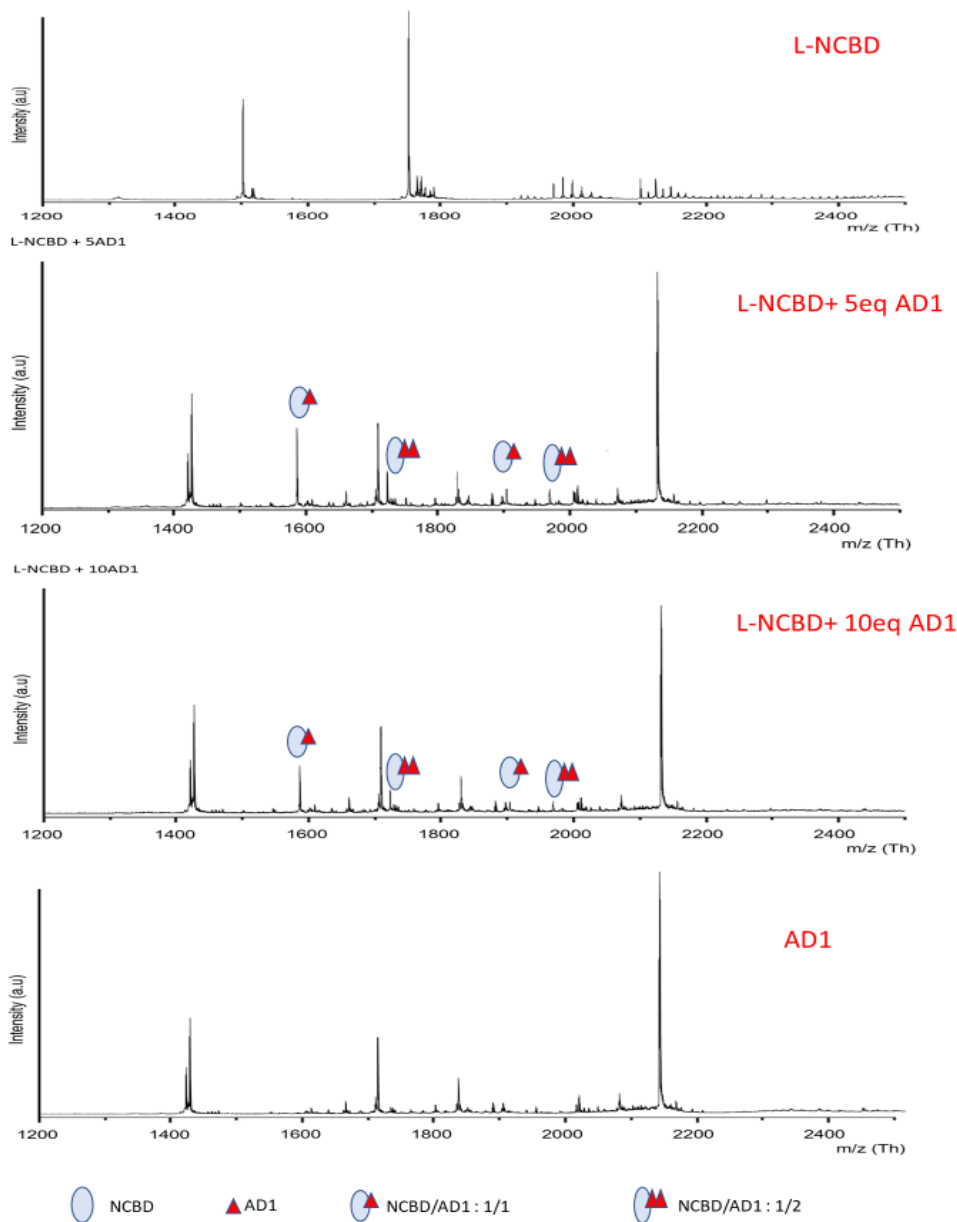 L-NCBD
Intensity (a.u)
1200 1400 1600 1800 2000 2200 2400
m/z (Th)
L-NCBD + 5AD1
L-NCBD+ 5eq AD1
Intensity (a.u)
1200 1400 1600 1800 2000 2200 2400
m/z (Th)
L-NCBD + 10AD1
L-NCBD+ 10eq AD1
Intensity (a.u)
1200 1400 1600 1800 2000 2200 2400
m/z (Th)
AD1
Intensity (a.u)
1200 1400 1600 1800 2000 2200 2400
m/z (Th)
NCBD AD1 NCBD/AD1 : 1/1 NCBD/AD1 : 1/2